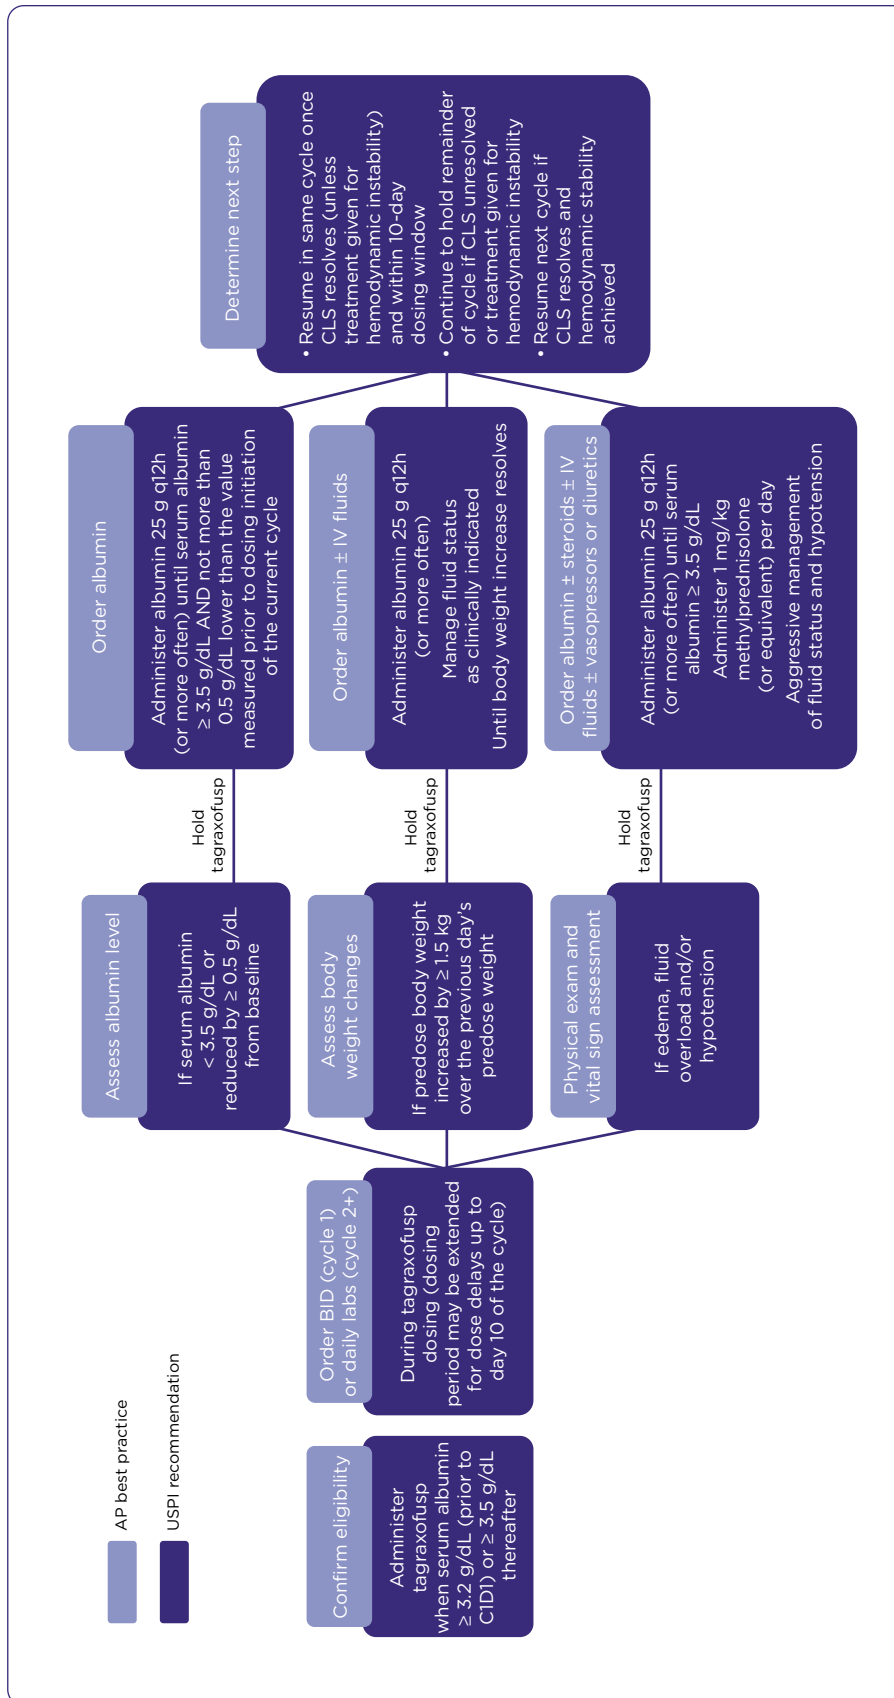 AP best practice
USPI recommendation
Confirm eligibility
Administer
tagraxofusp
when serum albumin
≥ 3.2 g/dL (prior to
C1D1) or ≥ 3.5 g/dL
thereafter
Order BID (cycle 1)
or daily labs (cycle 2+)
During tagraxofusp
dosing (dosing
period may be extended
for dose delays up to
day 10 of the cycle)
Assess albumin level
If serum albumin
< 3.5 g/dL or
reduced by ≥ 0.5 g/dL
from baseline
Hold
tagraxofusp
Order albumin
Administer albumin 25 g q12h
(or more often) until serum albumin
≥ 3.5 g/dL AND not more than
0.5 g/dL lower than the value
measured prior to dosing initiation
of the current cycle
Assess body
weight changes
If predose body weight
increased by ≥ 1.5 kg
over the previous day’s
predose weight
Hold
tagraxofusp
Order albumin ± IV fluids
Administer albumin 25 g q12h
(or more often)
Manage fluid status
as clinically indicated
Until body weight increase resolves
Physical exam and
vital sign assessment
If edema, fluid
overload and/or
hypotension
Hold
tagraxofusp
Order albumin ± steroids ± IV
fluids ± vasopressors or diuretics
Administer albumin 25 g q12h
(or more often) until serum
albumin ≥ 3.5 g/dL
Administer 1 mg/kg
methylprednisolone
(or equivalent) per day
Aggressive management
of fluid status and hypotension
Determine next step
• Resume in same cycle once
CLS resolves (unless
treatment given for
hemodynamic instability)
and within 10-day
dosing window
• Continue to hold remainder
of cycle if CLS unresolved
or treatment given for
hemodynamic instability
• Resume next cycle if
CLS resolves and
hemodynamic stability
achieved